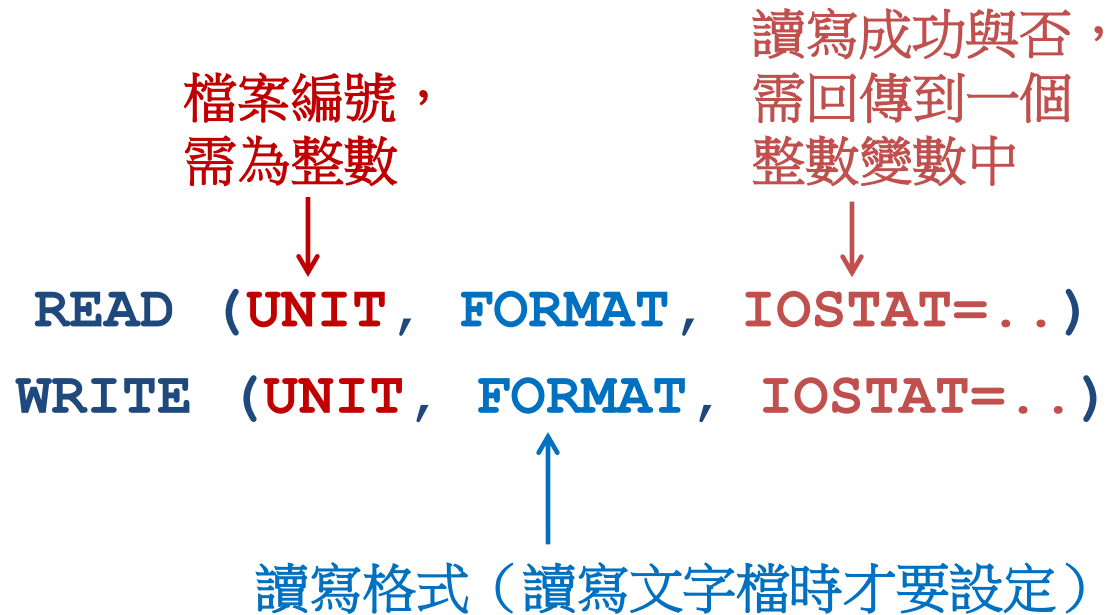 檔案編號，
需為整數
讀寫成功與否，
需回傳到一個
整數變數中
READ (UNIT, FORMAT, IOSTAT=..)
WRITE (UNIT, FORMAT, IOSTAT=..)
讀寫格式（讀寫文字檔時才要設定）